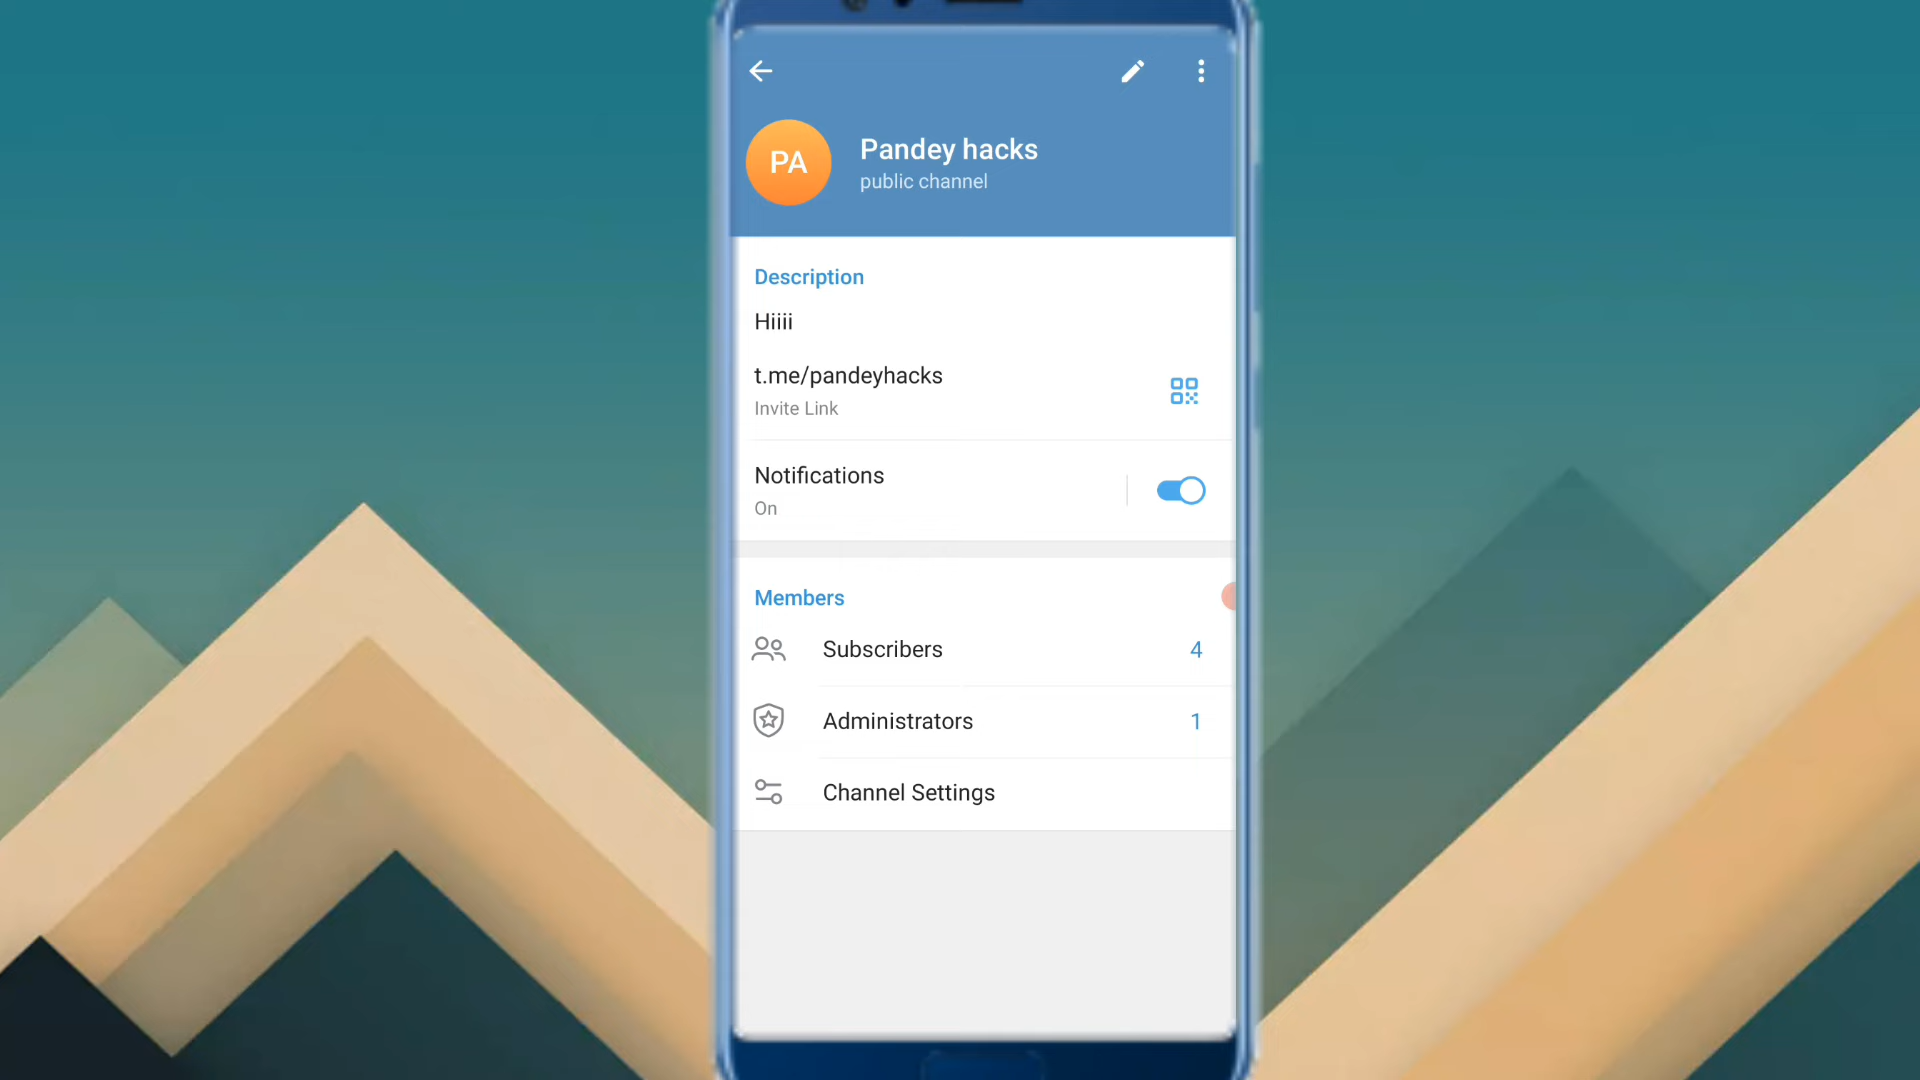 PA
Pandey hacks
public channel
Description
Hiiii
t.me/pandeyhacks
Invite Link
Notifications
On
Members
Subscribers 4
Administrators 1
Channel Settings